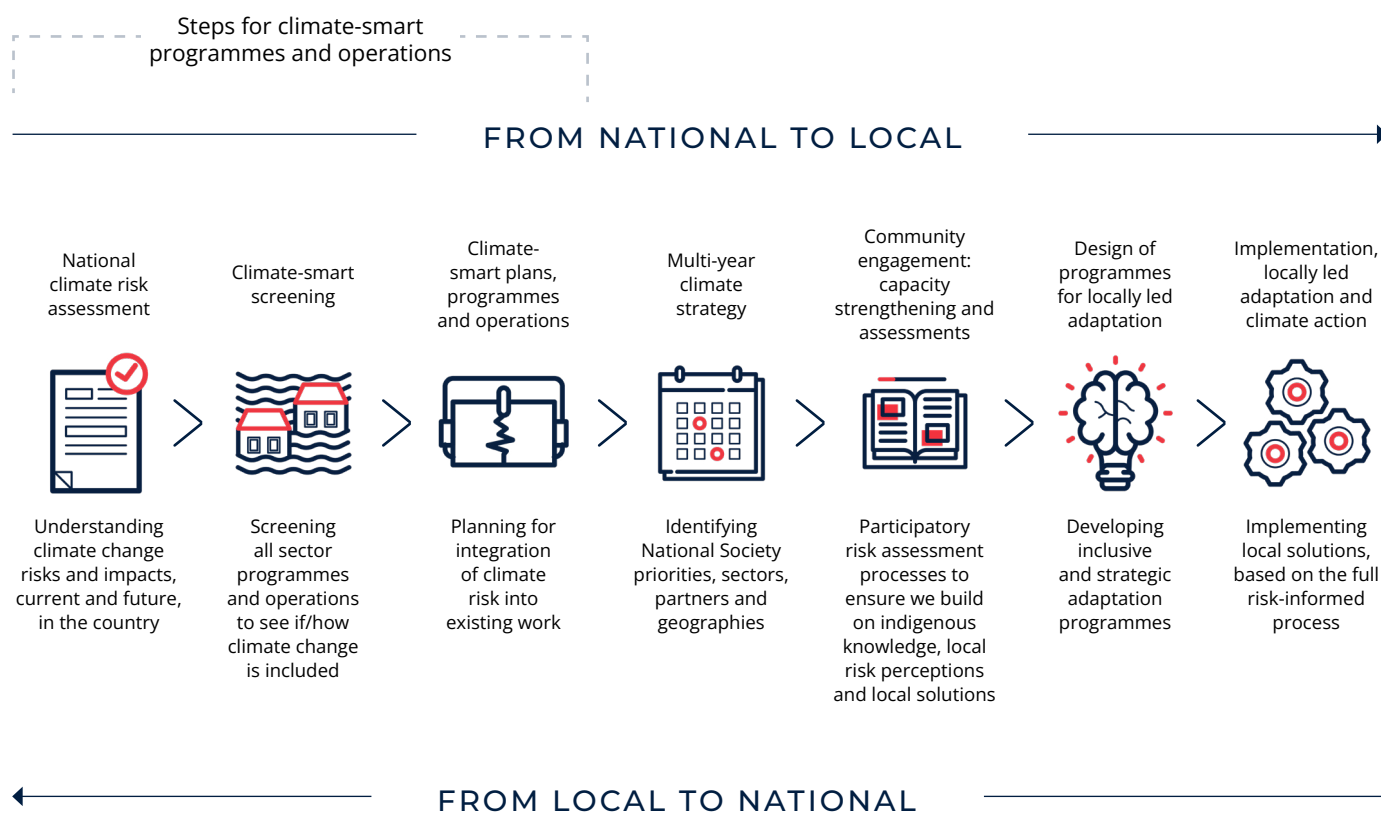 Steps for climate-smart
programmes and operations
FROM NATIONAL TO LOCAL
National
climate risk
assessment
Climate-smart
screening
Climate-
smart plans,
programmes
and operations
Multi-year
climate
strategy
Community
engagement:
capacity
strengthening and
assessments
Design of
programmes
for locally led
adaptation
Implementation,
locally led
adaptation and
climate action
Understanding
climate change
risks and impacts,
current and future,
in the country
Screening
all sector
programmes
and operations
to see if/how
climate change
is included
Planning for
integration
of climate
risk into
existing work
Identifying
National Society
priorities, sectors,
partners and
geographies
Participatory
risk assessment
processes to
ensure we build
on indigenous
knowledge, local
risk perceptions
and local solutions
Developing
inclusive
and strategic
adaptation
programmes
Implementing
local solutions,
based on the full
risk-informed
process
FROM LOCAL TO NATIONAL